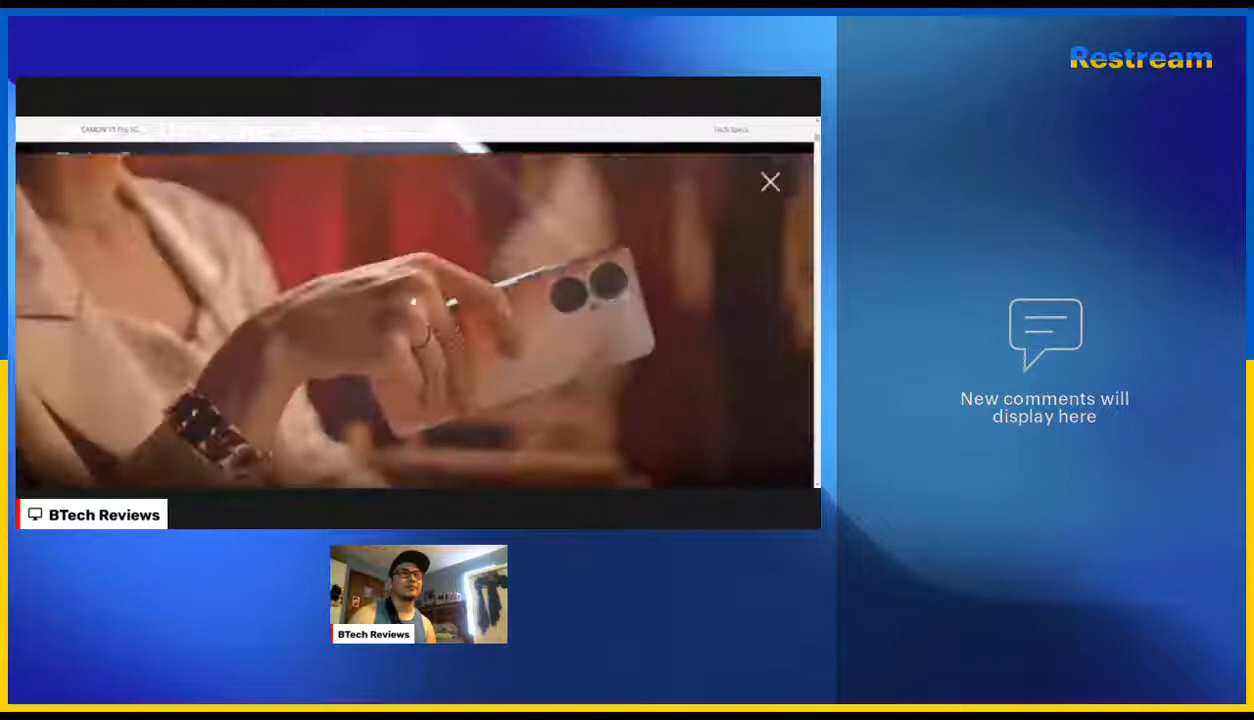 Restream
CAMON 19 Pro 5G
Tech Specs
New comments will
display here
BTech Reviews
BTech Reviews